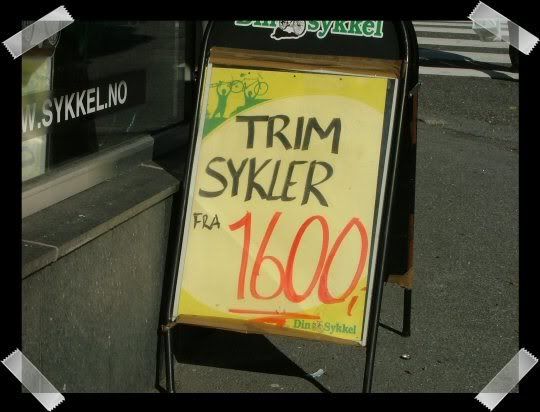 Din Sykkel
W.SYKKEL.NO
TRIM
SYKLER
FRA 1600,
Din Sykkel